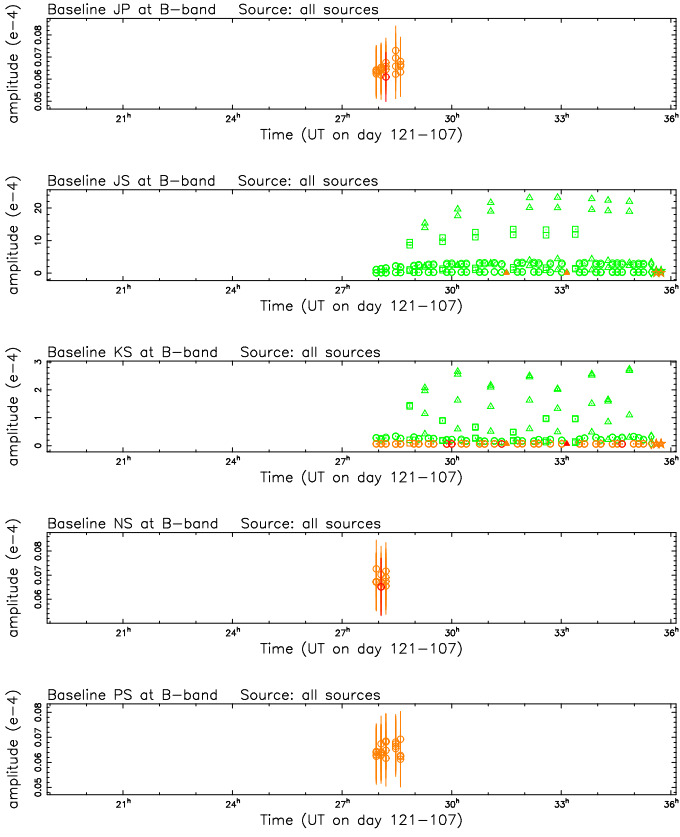 Baseline JP at B-band Source: all sources
amplitude (e-4)
0.05 0.06 0.07 0.08
21h 24h 27h 30h 33h 36h
Time (UT on day 121-107)
Baseline JS at B-band Source: all sources
amplitude (e-4)
0 10 20
21h 24h 27h 30h 33h 36h
Time (UT on day 121-107)
Baseline KS at B-band Source: all sources
amplitude (e-4)
0 1 2 3
21h 24h 27h 30h 33h 36h
Time (UT on day 121-107)
Baseline NS at B-band Source: all sources
amplitude (e-4)
0.06 0.07 0.08
21h 24h 27h 30h 33h 36h
Time (UT on day 121-107)
Baseline PS at B-band Source: all sources
amplitude (e-4)
0.05 0.06 0.07 0.08
21h 24h 27h 30h 33h 36h
Time (UT on day 121-107)